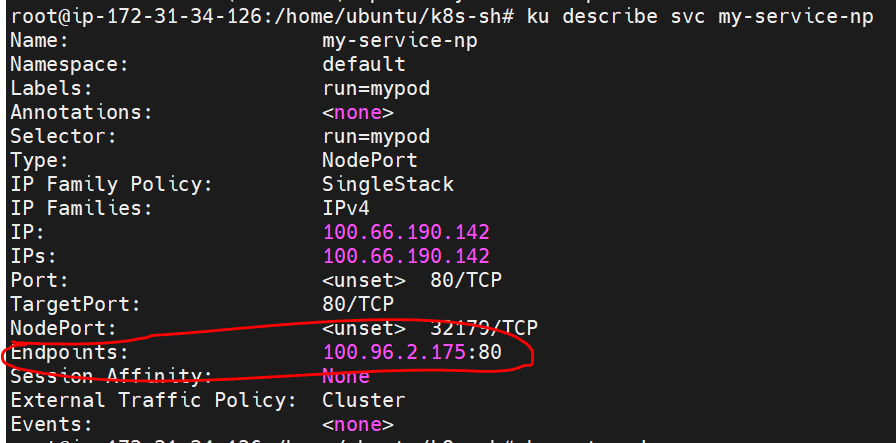 root@ip-172-31-34-126:/home/ubuntu/k8s-sh# ku describe svc my-service-np
Name: my-service-np
Namespace: default
Labels: run=mypod
Annotations: <none>
Selector: run=mypod
Type: NodePort
IP Family Policy: SingleStack
IP Families: IPv4
IP: 100.66.190.142
IPs: 100.66.190.142
Port: <unset> 80/TCP
TargetPort: 80/TCP
NodePort: <unset> 32179/TCP
Endpoints: 100.96.2.175:80
Session Affinity: None
External Traffic Policy: Cluster
Events: <none>